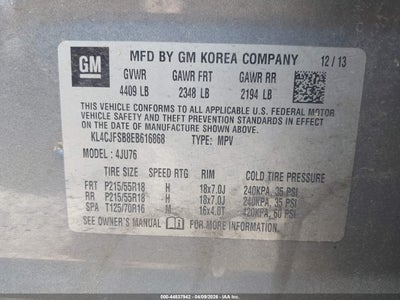 GM
MFD BY GM KOREA COMPANY 12/13
GVWR GAWR FRT GAWR RR
4409 LB 2348 LB 2194 LB
THIS VEHICLE CONFORMS TO ALL APPLICABLE U.S. FEDERAL MOTOR
VEHICLE SAFETY AND THEFT PREVENTION STANDARDS IN EFFECT ON
THE DATE OF MANUFACTURE SHOWN ABOVE.
KL4CJFSB8EB616868 TYPE: MPV
MODEL: 4JU76
TIRE SIZE SPEED RTG RIM COLD TIRE PRESSURE
FRT P215/55R18 H 18x7.0J 240KPA, 35 PSI
RR P215/55R18 H 18x7.0J 240KPA, 35 PSI
SPA T125/70R16 M 16x4.0T 420KPA, 60 PSI
SEE OWNER'S MANUAL FOR MORE INFORMATION.
000-44837942 - 04/09/2026 - IAA